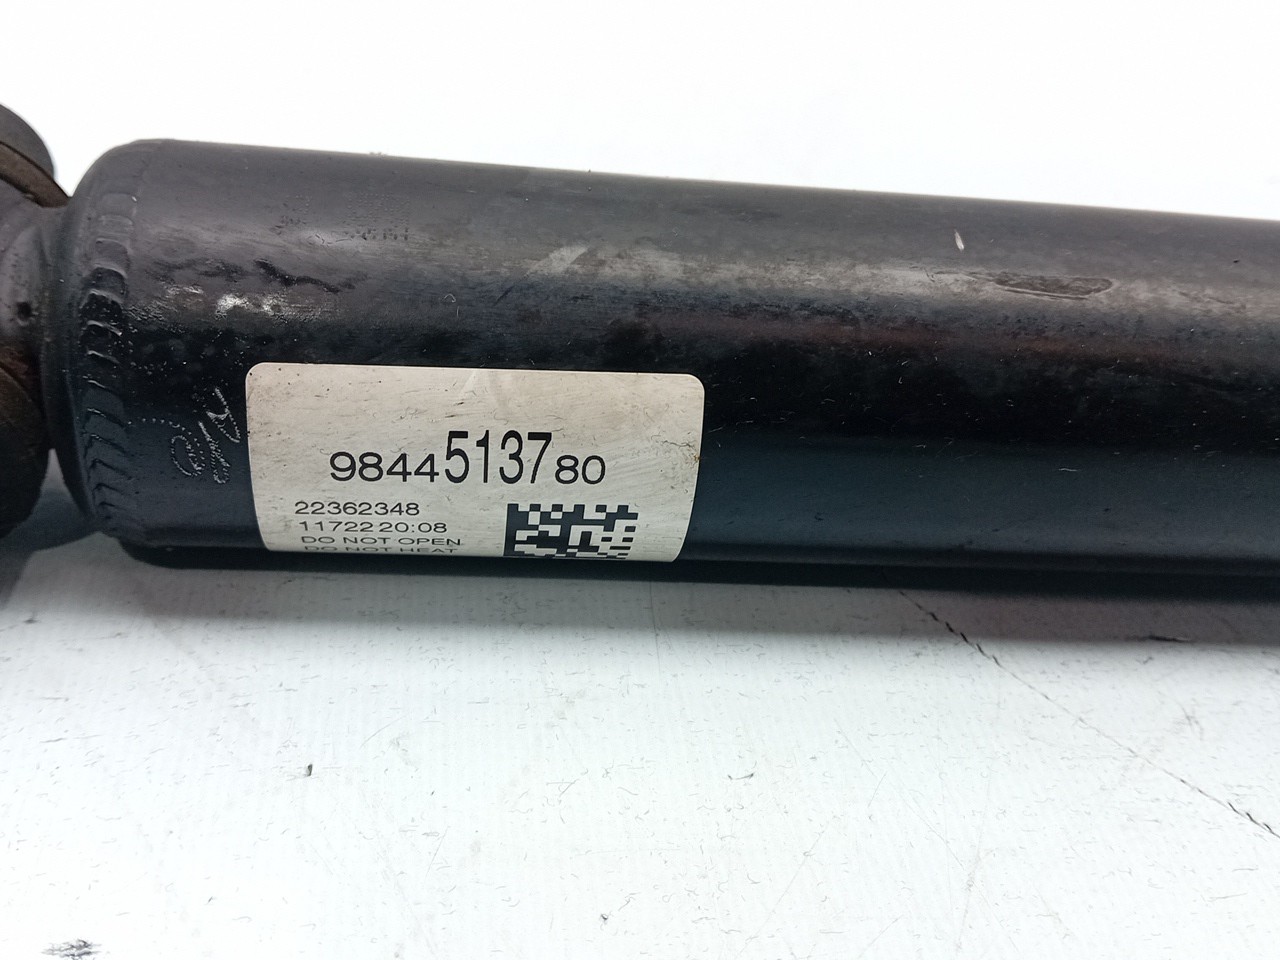 9844513780
22362348
11722 20:08
DO NOT OPEN
DO NOT HEAT